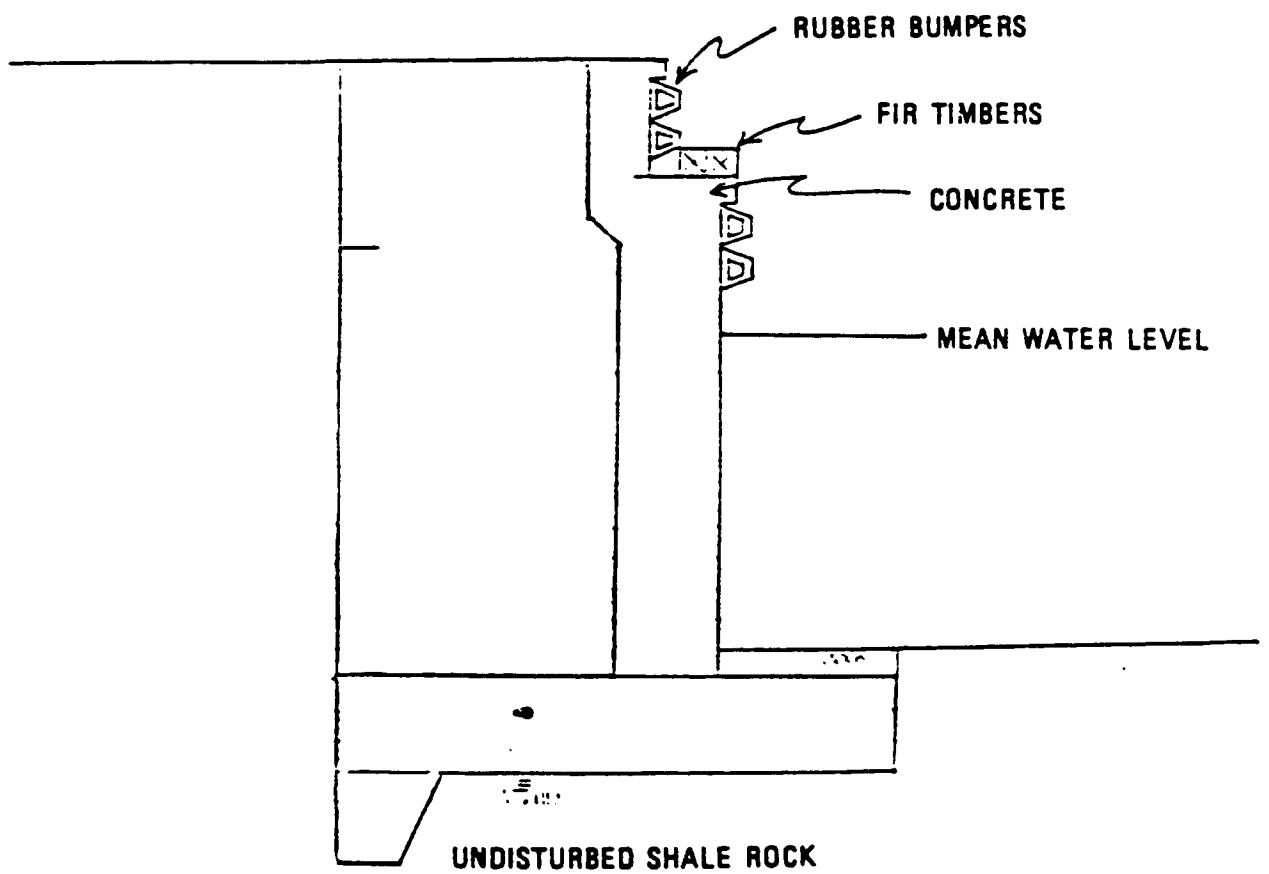 RUBBER BUMPERS
FIR TIMBERS
CONCRETE
MEAN WATER LEVEL
UNDISTURBED SHALE ROCK